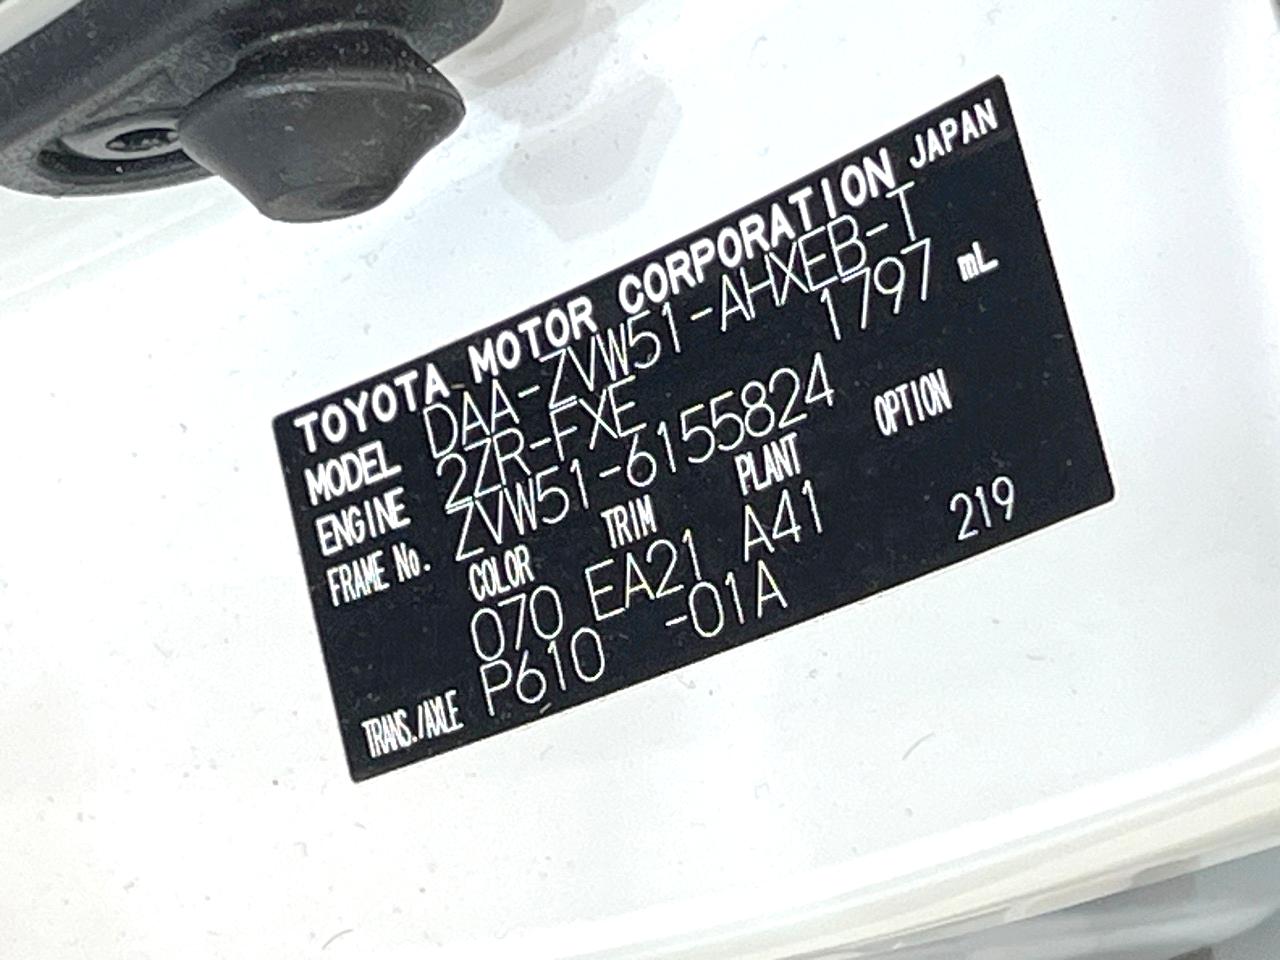 TOYOTA MOTOR CORPORATION JAPAN
MODEL DAA-ZVW51-AHXEB-T
ENGINE 2ZR-FXE 1797 mL
FRAME No. ZVW51-6155824
COLOR TRIM PLANT OPTION
070 EA21 A41
TRANS./AXLE P610 -01A 219